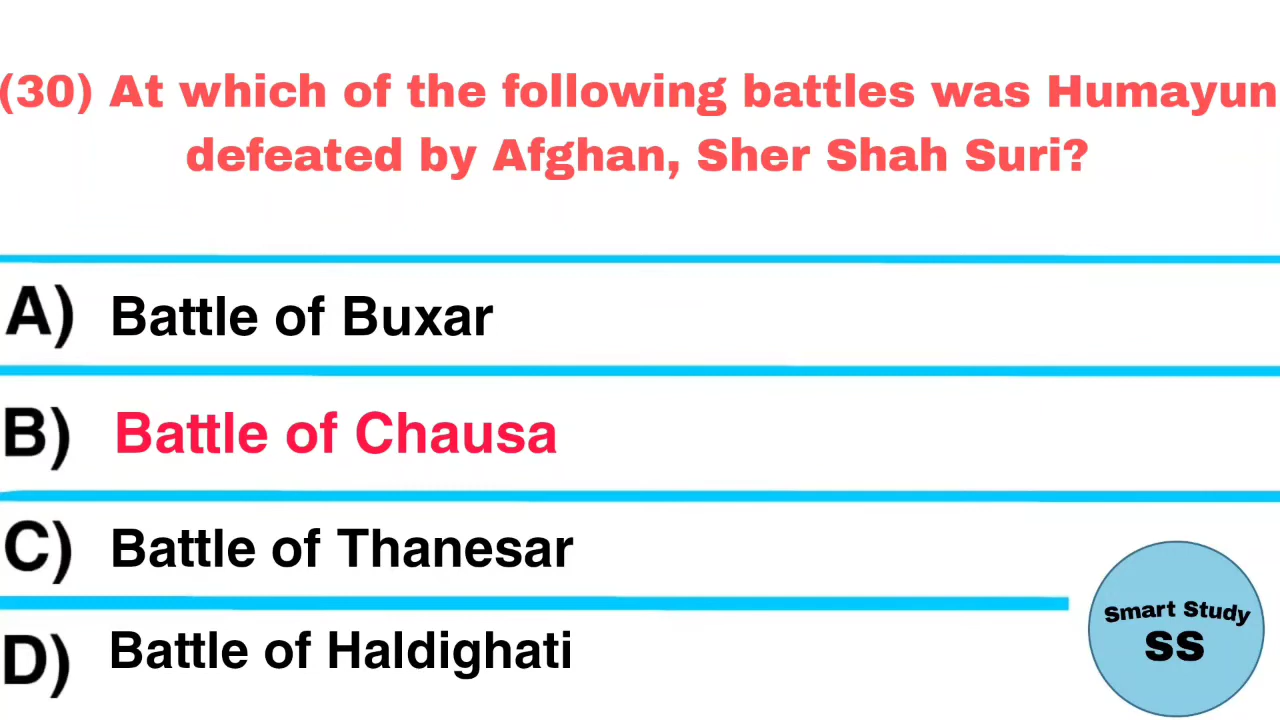 (30) At which of the following battles was Humayun
defeated by Afghan, Sher Shah Suri?
A) Battle of Buxar
B) Battle of Chausa
C) Battle of Thanesar
D) Battle of Haldighati
Smart Study
SS